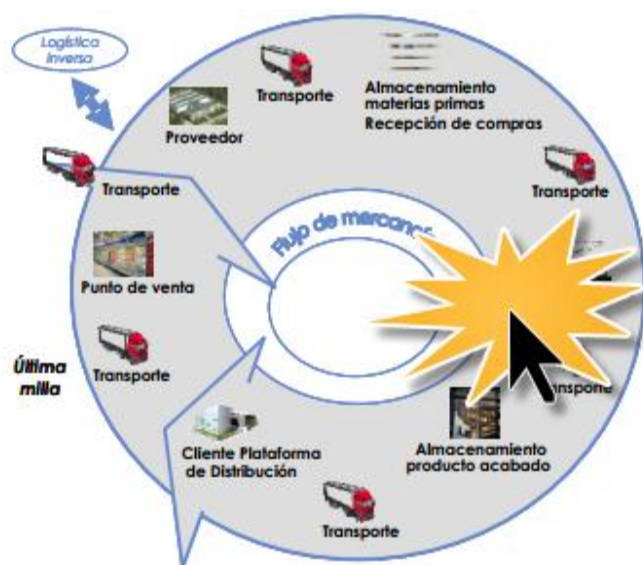 Logística
Inversa
Transporte
Almacenamiento
materias primas
Recepción de compras
Proveedor
Transporte
Transporte
Flujo de
Punto de venta
Transporte
Última
milla
Cliente Plataforma
de Distribución
Almacenamiento
producto acabado
Transporte